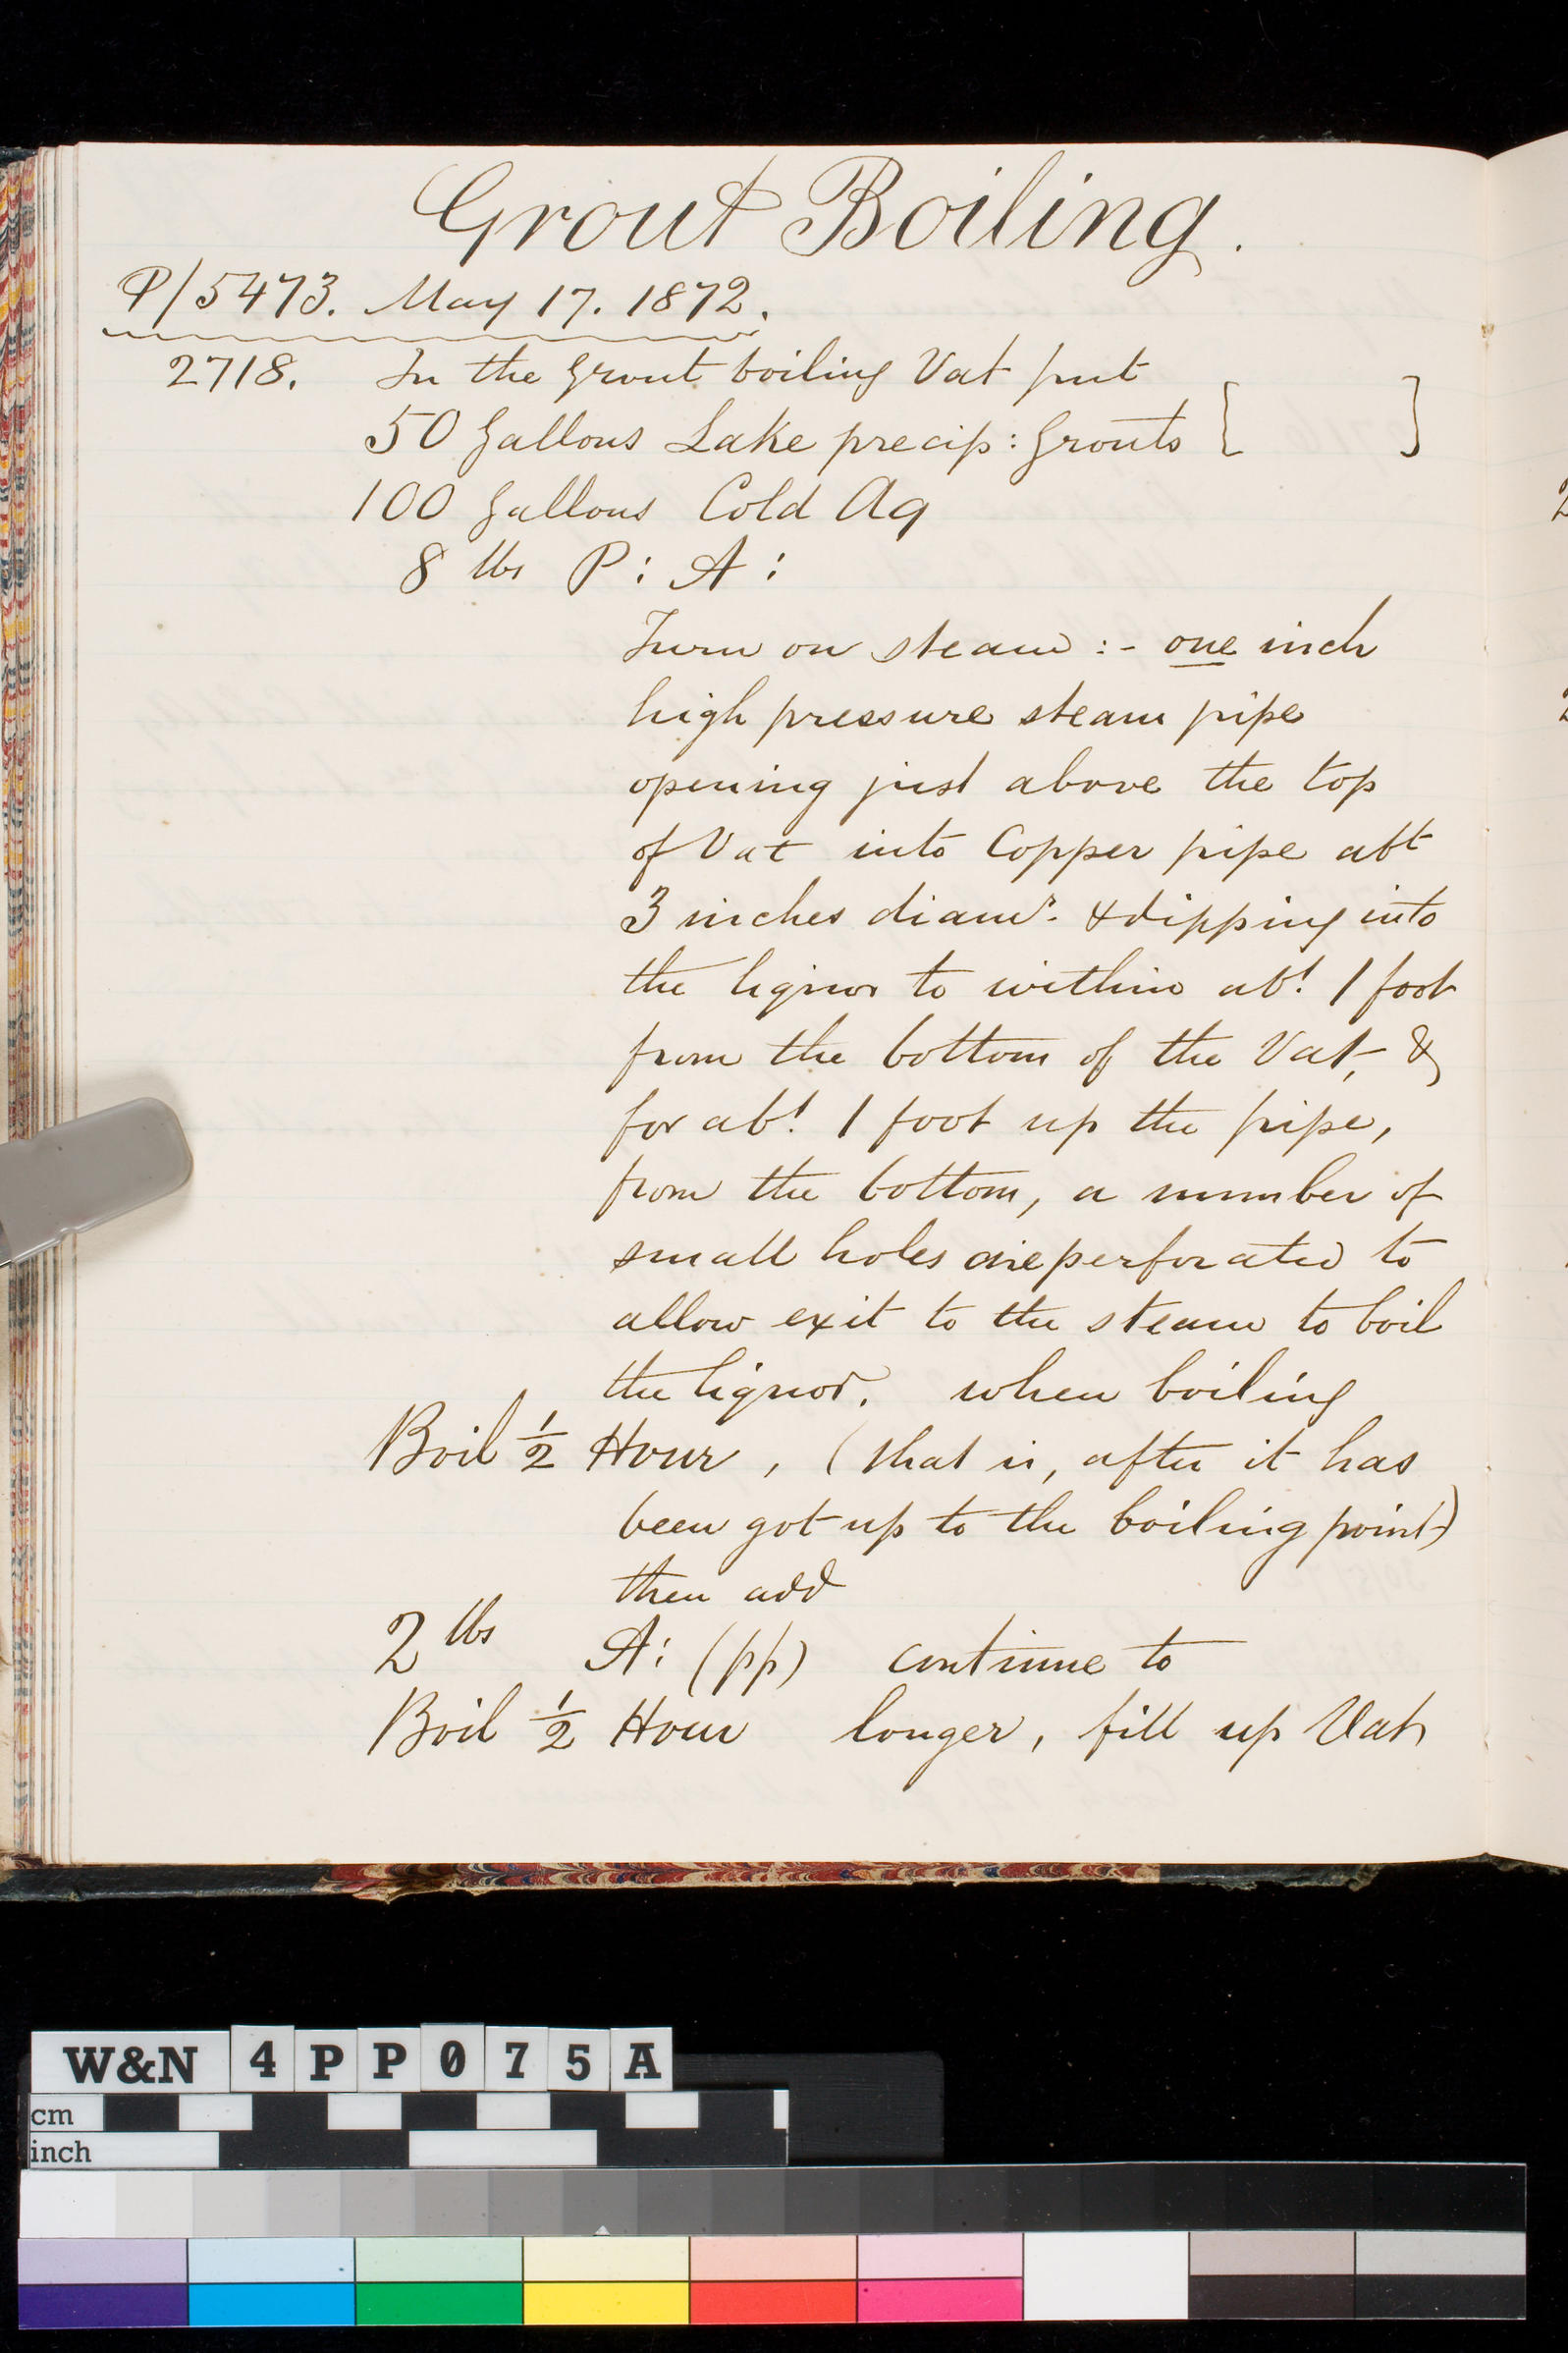 Grout Boiling.
P/5473. May 17. 1872.
2718. In the Grout boiling Vat put
50 Gallons Lake precip: Grouts [ ]
100 Gallons Cold Aq
8 lbs P: A:
Turn on steam :- one inch
high pressure steam pipe
opening just above the top
of Vat into Copper pipe abt
3 inches diamr. & dipping into
the liquor to within abt. 1 foot
from the bottom of the Vat, &
for abt. 1 foot up the pipe,
from the bottom, a number of
small holes are perforated to
allow exit to the steam to boil
the liquor. when boiling
Boil ½ Hour, (that is, after it has
been got up to the boiling point)
then add
2 lbs A: (pp) continue to
Boil ½ Hour longer, fill up Vat
W&N 4PP075A
cm
inch